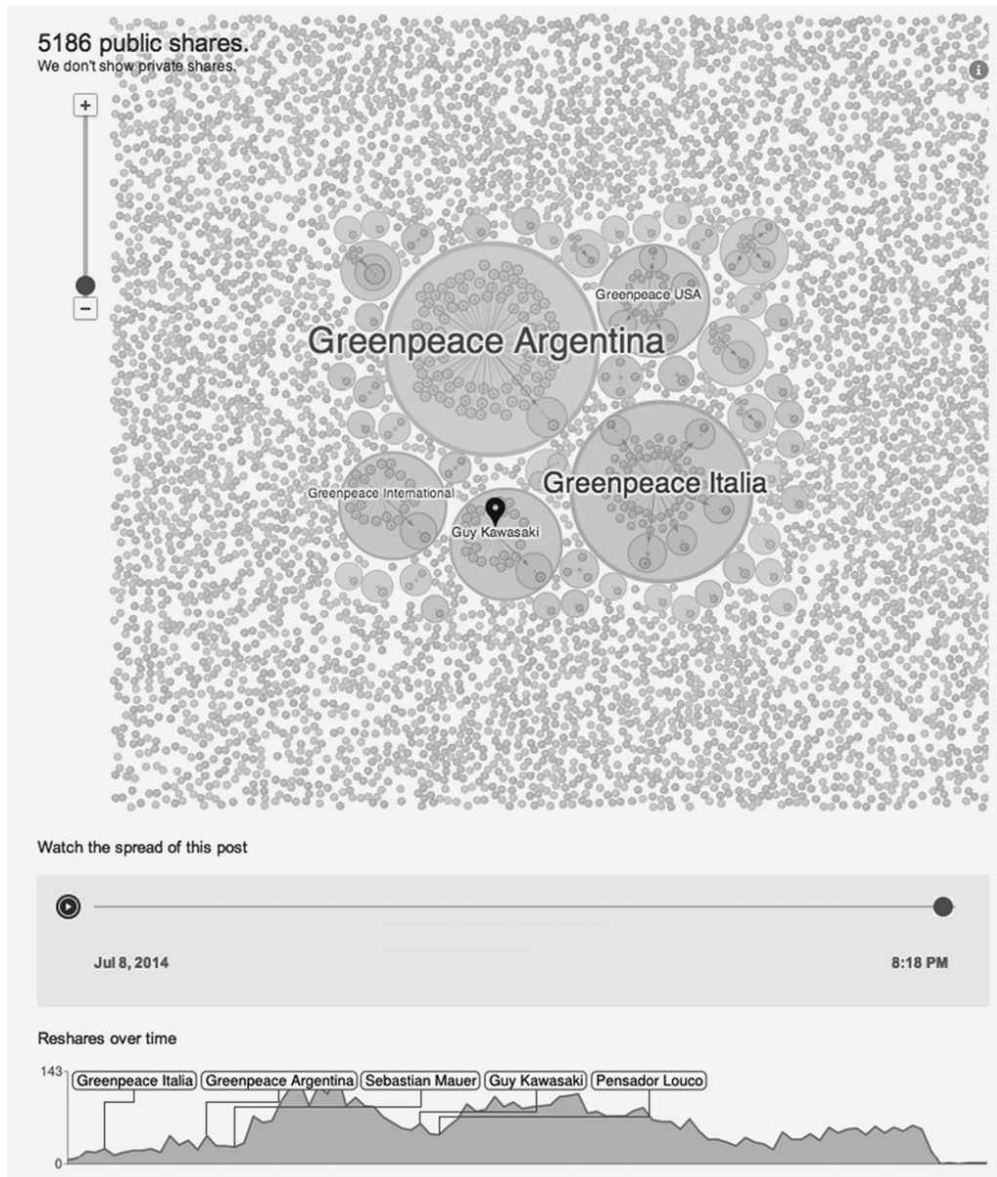 5186 public shares.
We don't show private shares.
i
+
−
Greenpeace USA
Greenpeace Argentina
Greenpeace Italia
Greenpeace International
Guy Kawasaki
Watch the spread of this post
Jul 8, 2014
8:18 PM
Reshares over time
143
Greenpeace Italia
Greenpeace Argentina
Sebastian Mauer
Guy Kawasaki
Pensador Louco
0